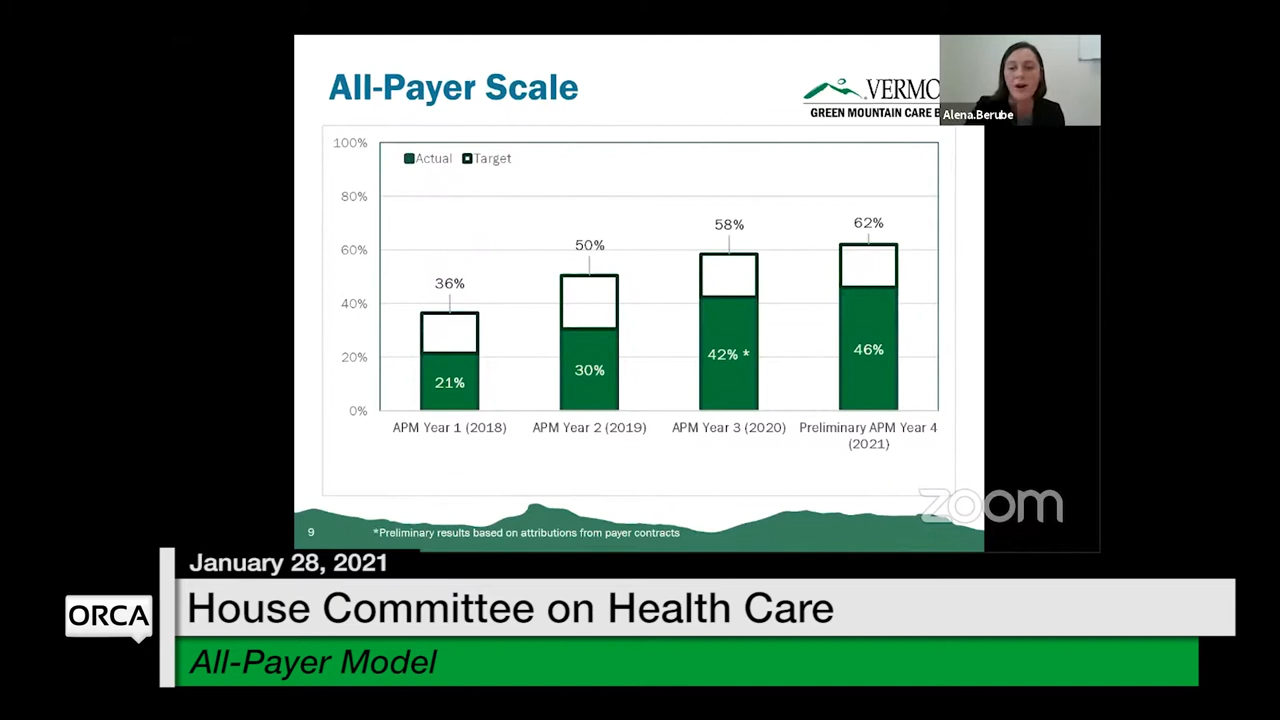 All-Payer Scale
VERMO
GREEN MOUNTAIN CARE B
Alena.Berube
100%
80%
60%
40%
20%
0%
Actual Target
36%
50%
58%
62%
21%
30%
42% *
46%
APM Year 1 (2018)
APM Year 2 (2019)
APM Year 3 (2020)
Preliminary APM Year 4
(2021)
zoom
9
*Preliminary results based on attributions from payer contracts
January 28, 2021
ORCA
House Committee on Health Care
All-Payer Model